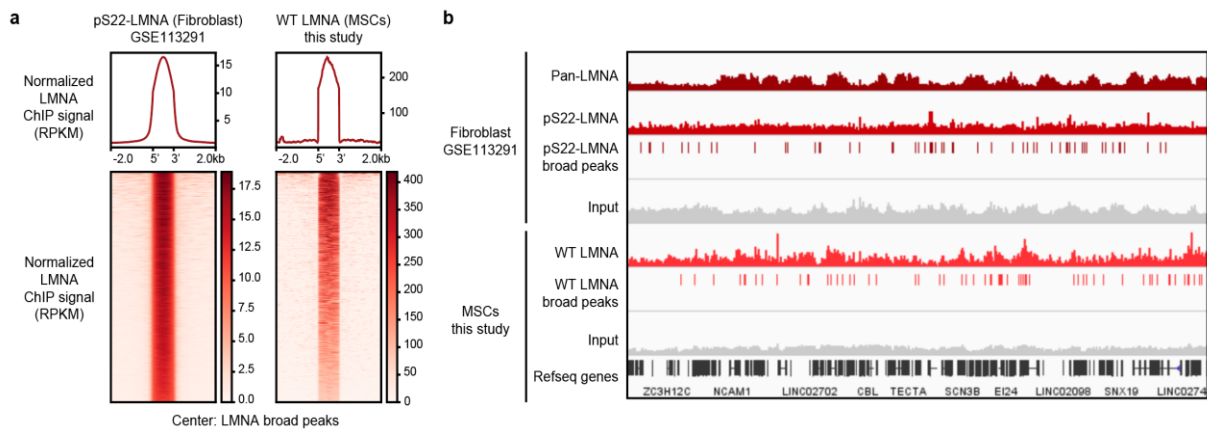 a
pS22-LMNA (Fibroblast)
GSE113291
WT LMNA (MSCs)
this study
Normalized
LMNA
ChIP signal
(RPKM)
15
10
5
200
100
-2.0 5' 3' 2.0kb
-2.0 5' 3' 2.0kb
Normalized
LMNA
ChIP signal
(RPKM)
17.5
15.0
12.5
10.0
7.5
5.0
2.5
0.0
400
350
300
250
200
150
100
50
0
Center: LMNA broad peaks
b
Fibroblast
GSE113291
Pan-LMNA
pS22-LMNA
pS22-LMNA
broad peaks
Input
MSCs
this study
WT LMNA
WT LMNA
broad peaks
Input
Refseq genes
ZC3H12C NCAM1 LINC02702 CBL TECTA SCN3B EI24 LINC02098 SNX19 LINC0274